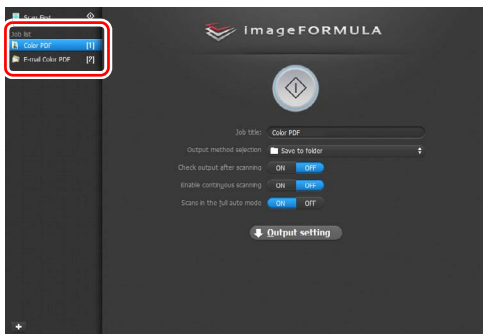 Scan First
Job list
Color PDF [1]
E-mail Color PDF [2]
imageFORMULA
Job title: Color PDF
Output method selection Save to folder
Check output after scanning ON OFF
Enable continuous scanning ON OFF
Scans in the full auto mode ON OFF
Output setting